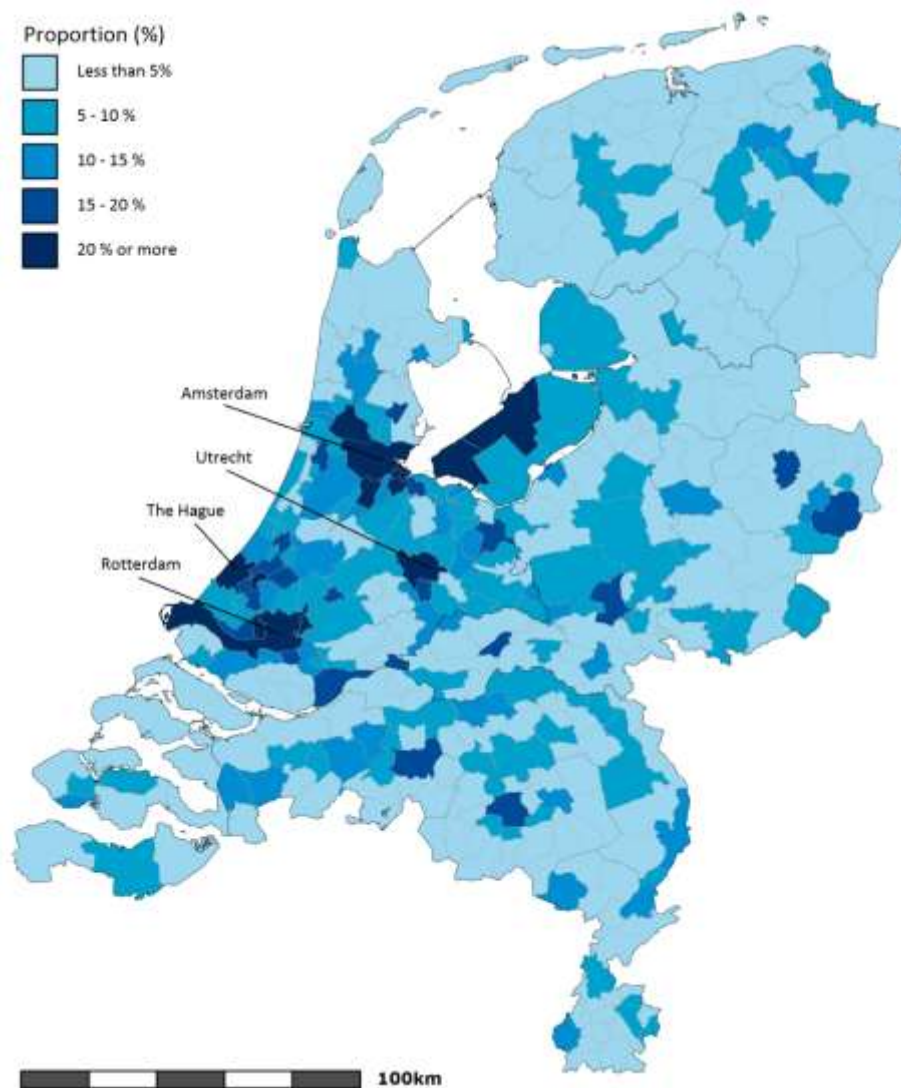 Proportion (%)
Less than 5%
5 - 10 %
10 - 15 %
15 - 20 %
20 % or more
Amsterdam
Utrecht
The Hague
Rotterdam
100km